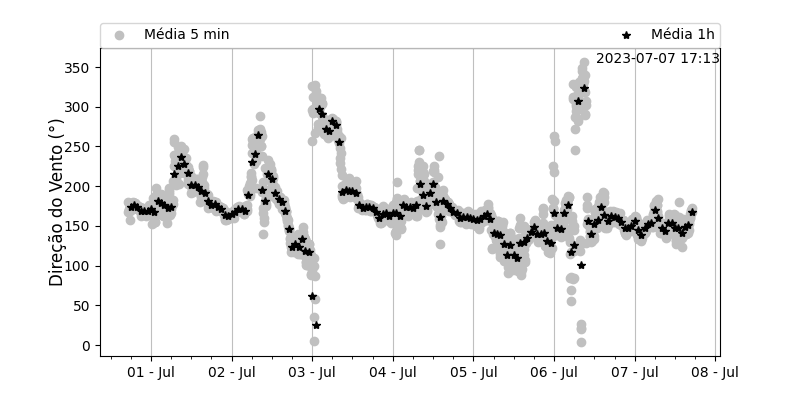 Média 5 min
Média 1h
2023-07-07 17:13
Direção do Vento (°)
350
300
250
200
150
100
50
0
01 - Jul
02 - Jul
03 - Jul
04 - Jul
05 - Jul
06 - Jul
07 - Jul
08 - Jul